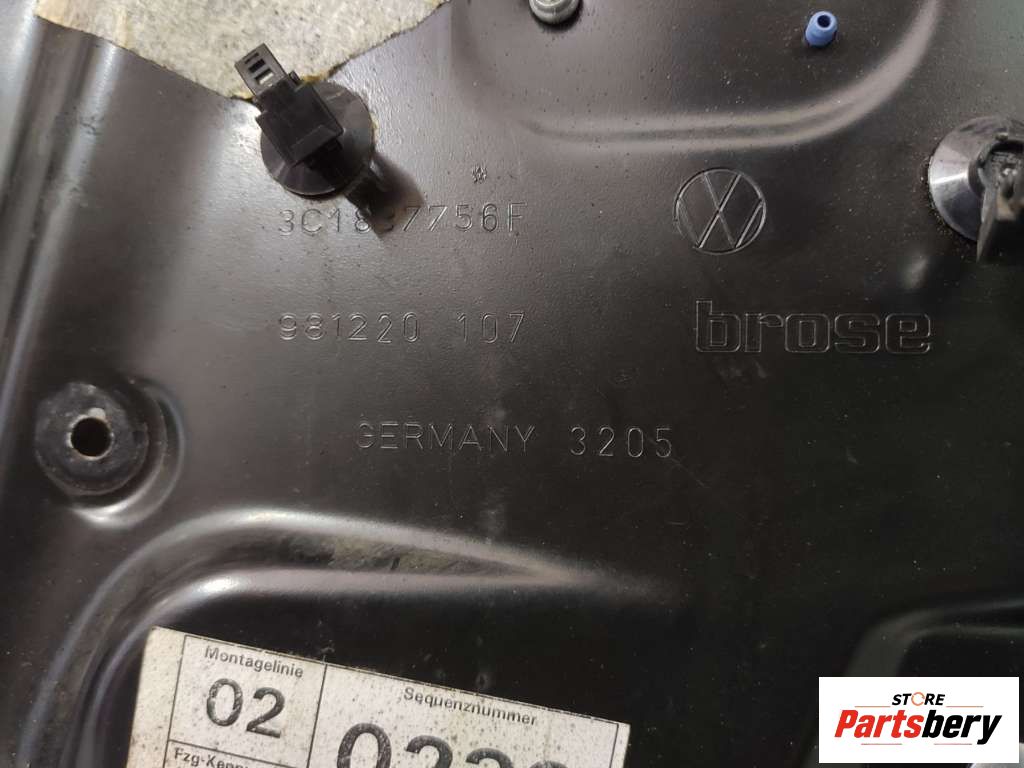 3C1837756F
981220 107
brose
GERMANY 3205
Montagelinie
02
Sequenznummer
STORE
Partsbery